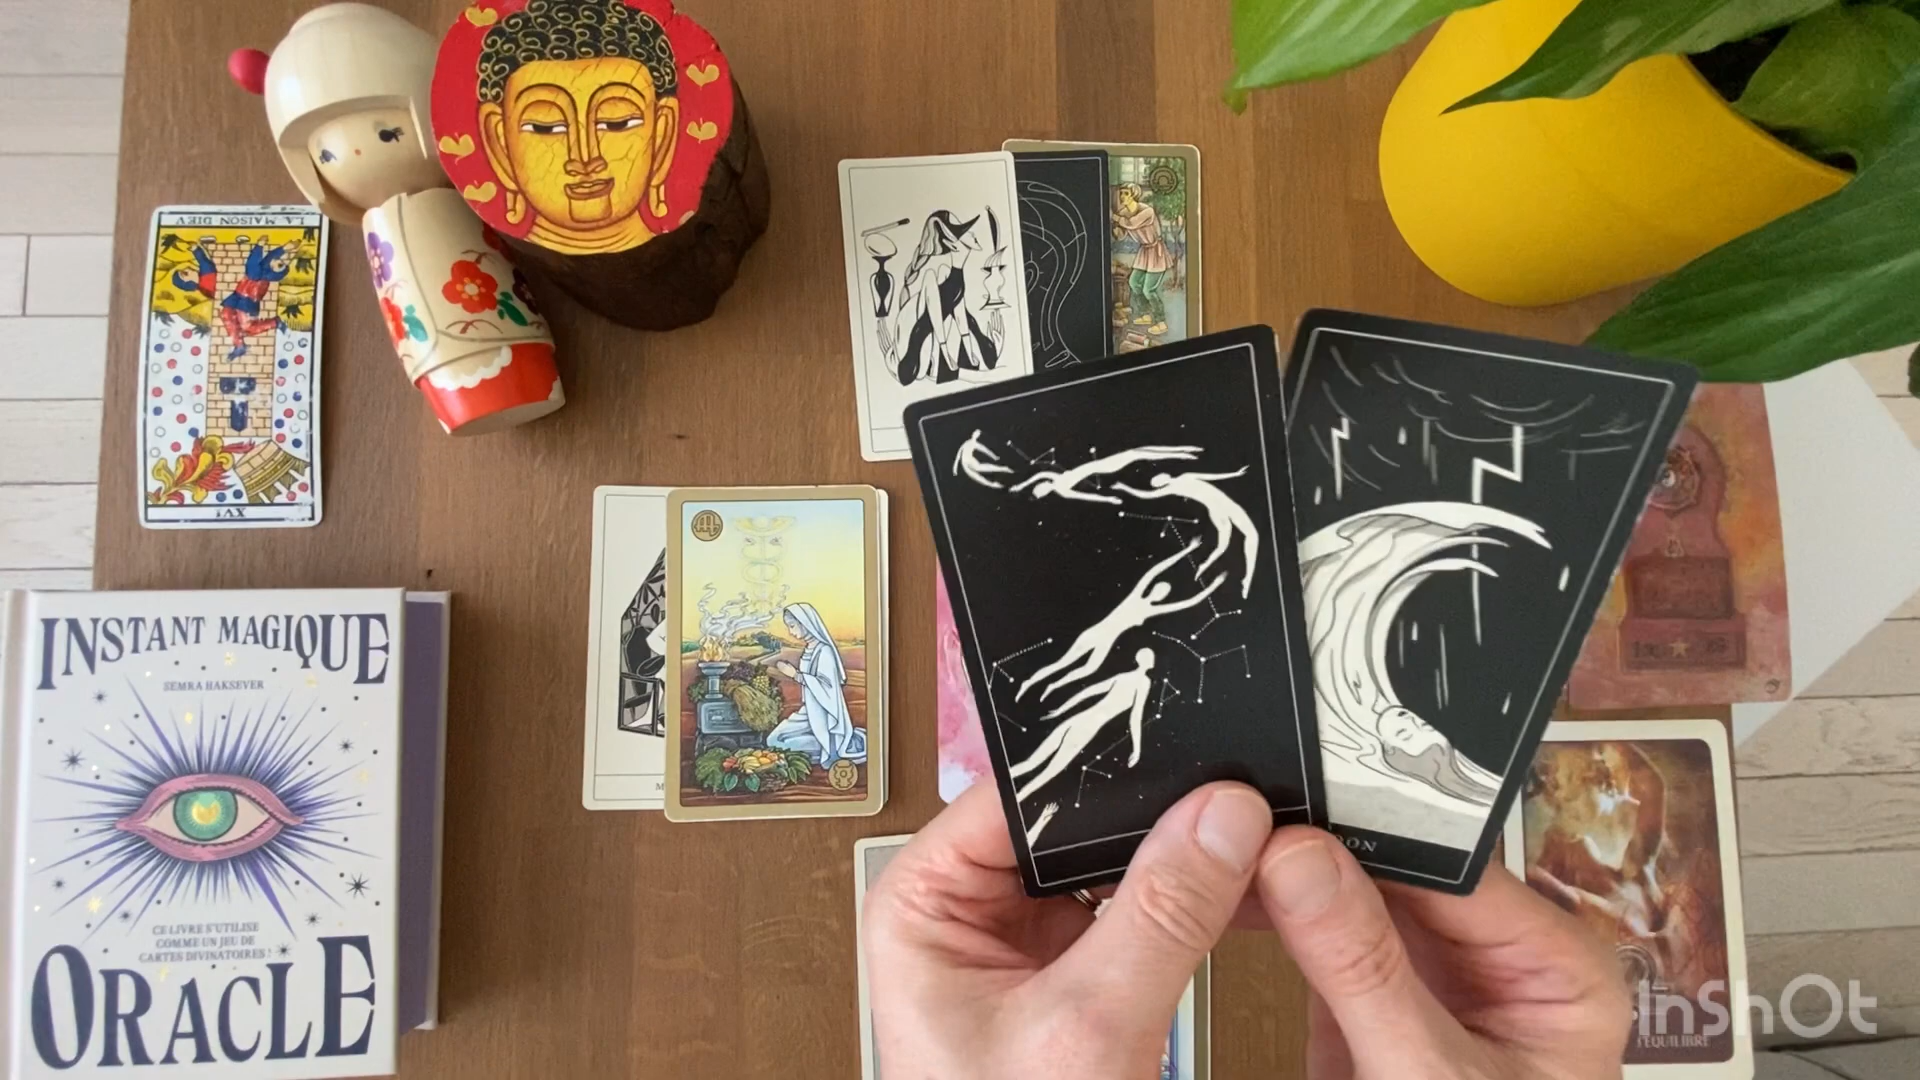 LA MAISON DIEV
XVI
INSTANT MAGIQUE
SEMRA HAKSEVER
CE LIVRE S'UTILISE
COMME UN JEU DE
CARTES DIVINATOIRES !
ORACLE
L'ÉQUILIBRE
InShOt